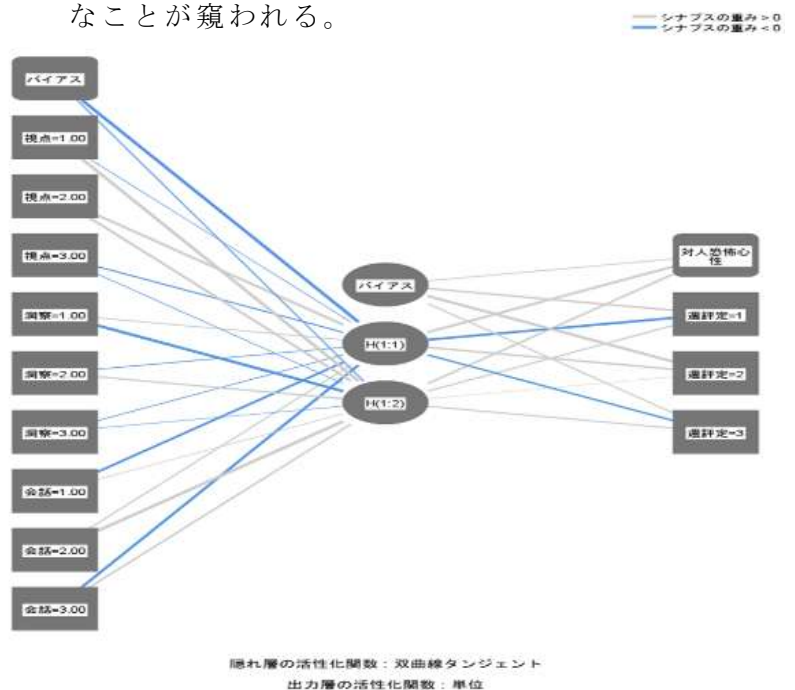 なことが窺われる。
シナプスの重み>0
シナプスの重み<0
バイアス
視点=1.00
視点=2.00
視点=3.00
洞察=1.00
洞察=2.00
洞察=3.00
会話=1.00
会話=2.00
会話=3.00
バイアス
H(1:1)
H(1:2)
対人恐怖心
性
週評定=1
週評定=2
週評定=3
隠れ層の活性化関数:双曲線タンジェント
出力層の活性化関数:単位